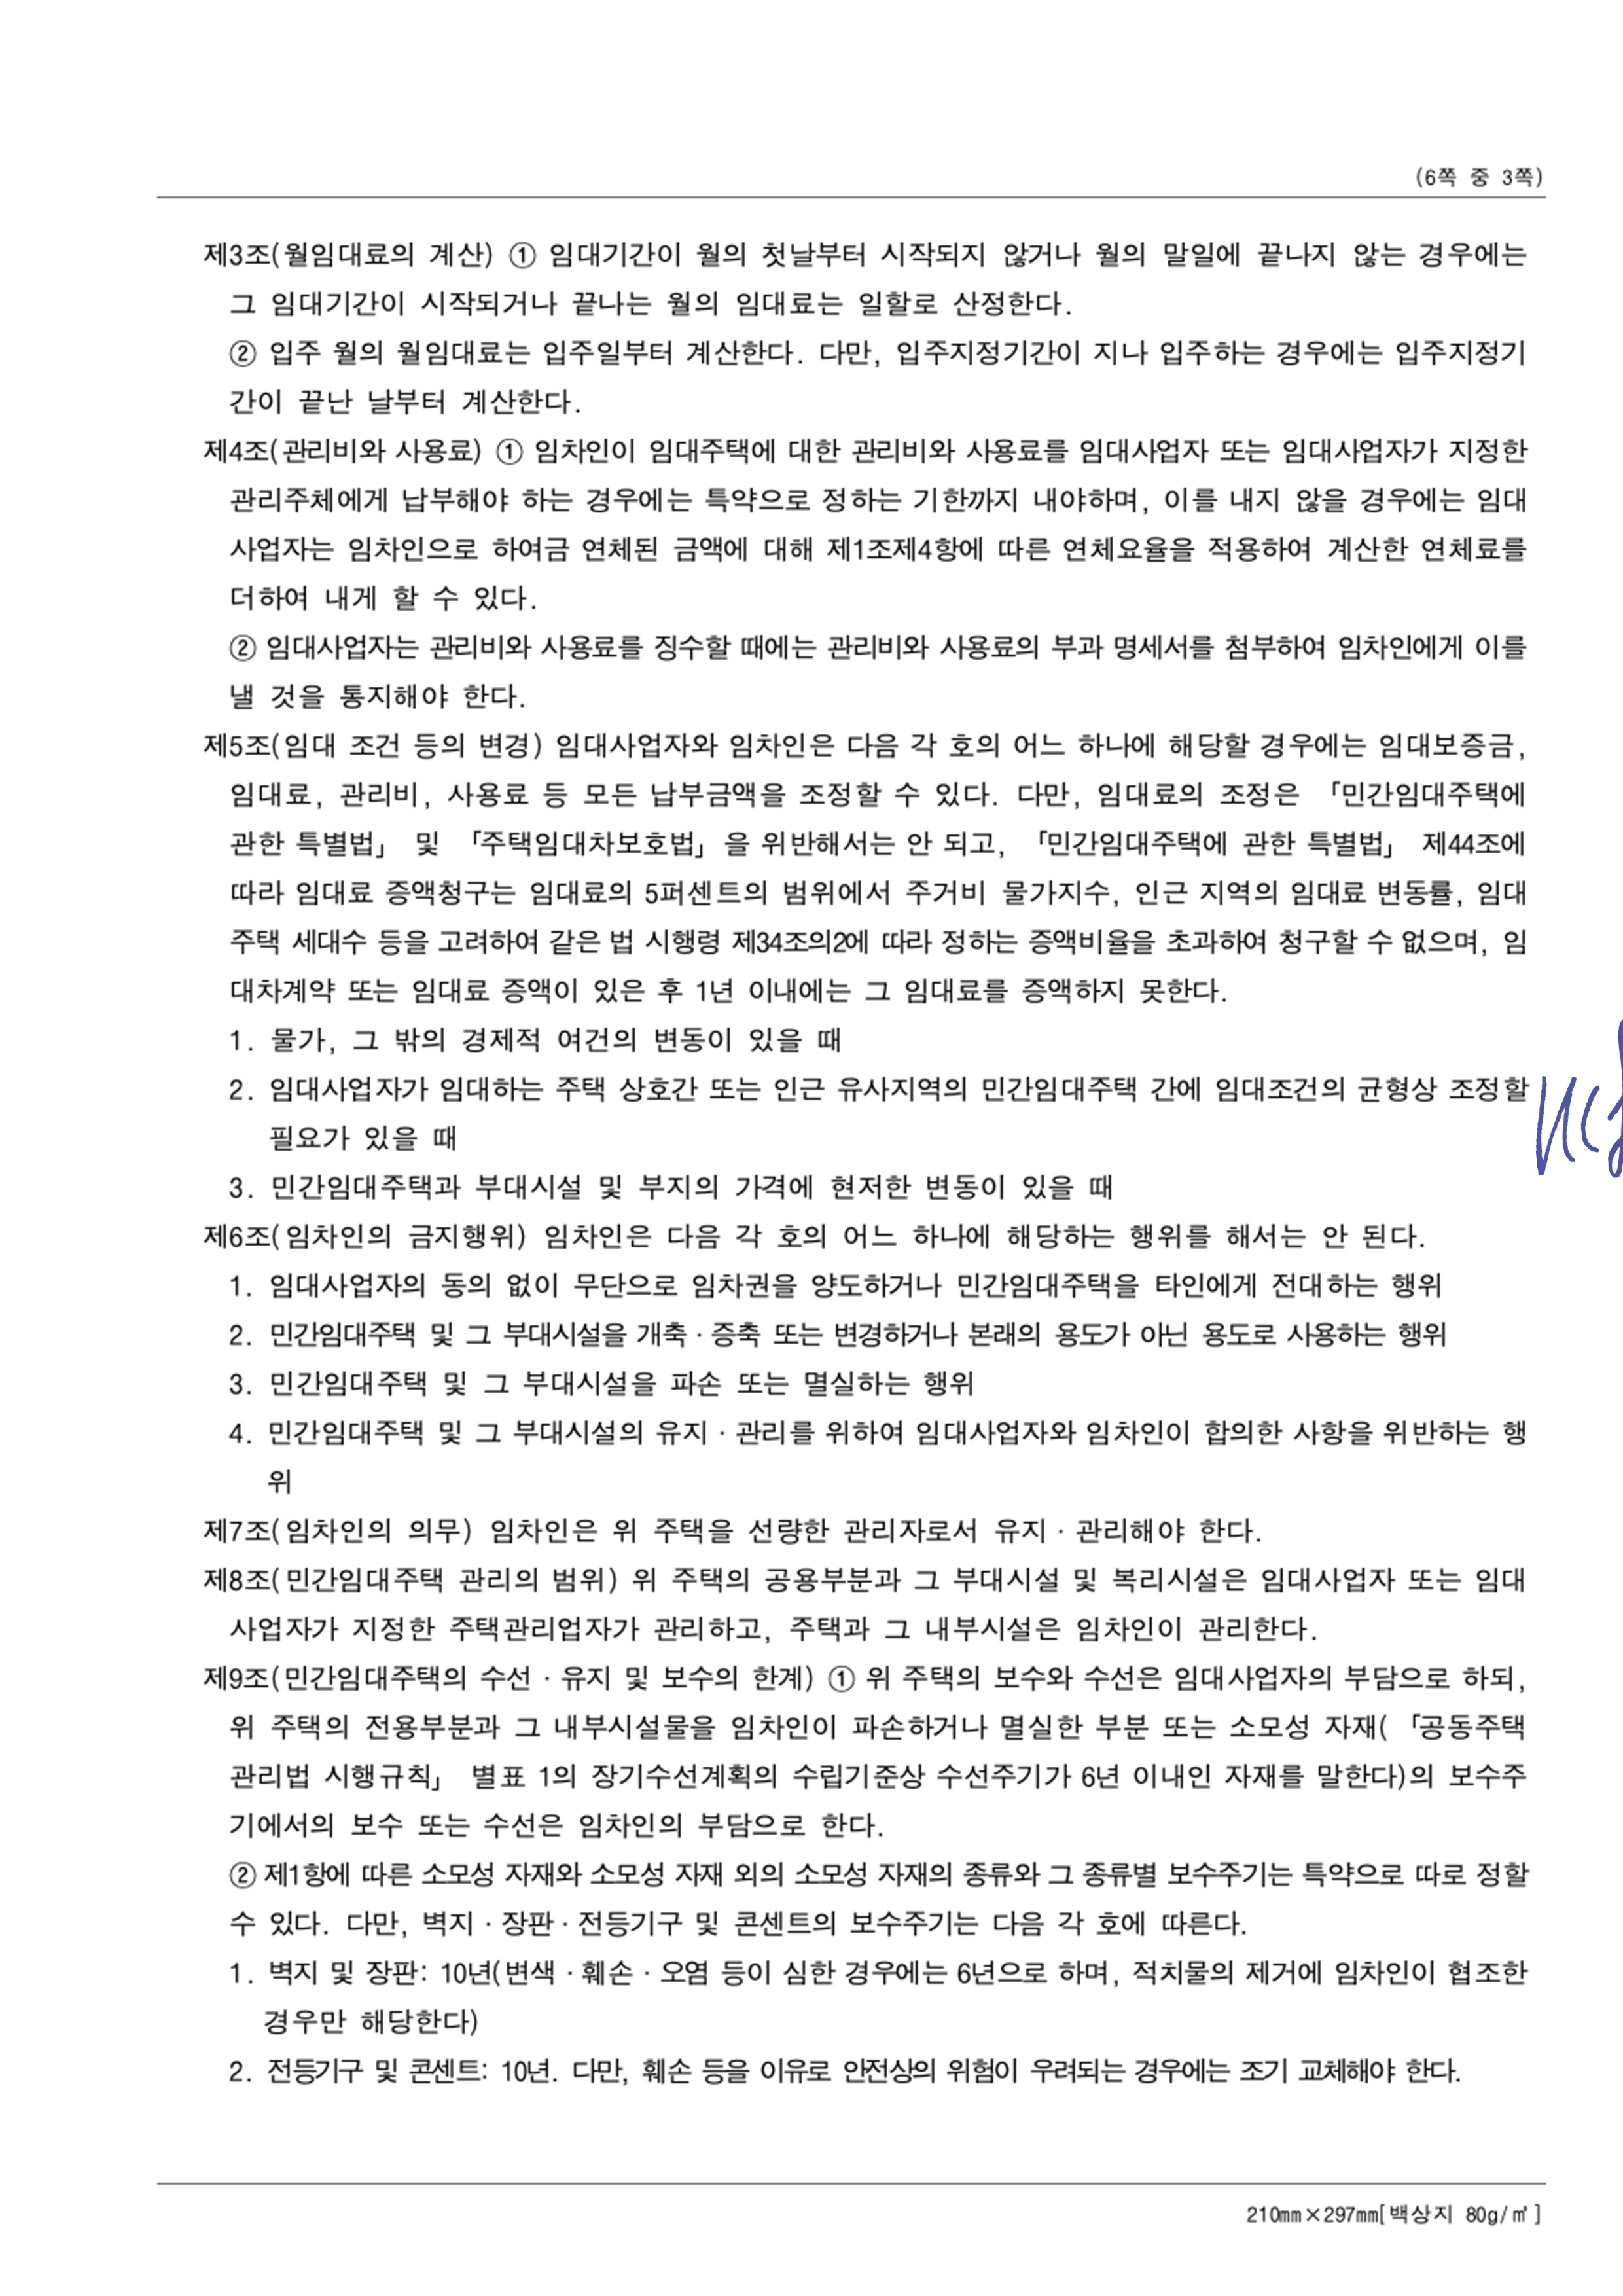 (6쪽 중 3쪽)
제3조(월임대료의 계산) ① 임대기간이 월의 첫날부터 시작되지 않거나 월의 말일에 끝나지 않는 경우에는
그 임대기간이 시작되거나 끝나는 월의 임대료는 일할로 산정한다.
② 입주 월의 월임대료는 입주일부터 계산한다. 다만, 입주지정기간이 지나 입주하는 경우에는 입주지정기
간이 끝난 날부터 계산한다.
제4조(관리비와 사용료) ① 임차인이 임대주택에 대한 관리비와 사용료를 임대사업자 또는 임대사업자가 지정한
관리주체에게 납부해야 하는 경우에는 특약으로 정하는 기한까지 내야하며, 이를 내지 않을 경우에는 임대
사업자는 임차인으로 하여금 연체된 금액에 대해 제1조제4항에 따른 연체요율을 적용하여 계산한 연체료를
더하여 내게 할 수 있다.
② 임대사업자는 관리비와 사용료를 징수할 때에는 관리비와 사용료의 부과 명세서를 첨부하여 임차인에게 이를
낼 것을 통지해야 한다.
제5조(임대 조건 등의 변경) 임대사업자와 임차인은 다음 각 호의 어느 하나에 해당할 경우에는 임대보증금,
임대료, 관리비, 사용료 등 모든 납부금액을 조정할 수 있다. 다만, 임대료의 조정은 「민간임대주택에
관한 특별법」 및 「주택임대차보호법」을 위반해서는 안 되고, 「민간임대주택에 관한 특별법」 제44조에
따라 임대료 증액청구는 임대료의 5퍼센트의 범위에서 주거비 물가지수, 인근 지역의 임대료 변동률, 임대
주택 세대수 등을 고려하여 같은 법 시행령 제34조의2에 따라 정하는 증액비율을 초과하여 청구할 수 없으며, 임
대차계약 또는 임대료 증액이 있은 후 1년 이내에는 그 임대료를 증액하지 못한다.
1. 물가, 그 밖의 경제적 여건의 변동이 있을 때
2. 임대사업자가 임대하는 주택 상호간 또는 인근 유사지역의 민간임대주택 간에 임대조건의 균형상 조정할
필요가 있을 때
3. 민간임대주택과 부대시설 및 부지의 가격에 현저한 변동이 있을 때
제6조(임차인의 금지행위) 임차인은 다음 각 호의 어느 하나에 해당하는 행위를 해서는 안 된다.
1. 임대사업자의 동의 없이 무단으로 임차권을 양도하거나 민간임대주택을 타인에게 전대하는 행위
2. 민간임대주택 및 그 부대시설을 개축ㆍ증축 또는 변경하거나 본래의 용도가 아닌 용도로 사용하는 행위
3. 민간임대주택 및 그 부대시설을 파손 또는 멸실하는 행위
4. 민간임대주택 및 그 부대시설의 유지ㆍ관리를 위하여 임대사업자와 임차인이 합의한 사항을 위반하는 행
위
제7조(임차인의 의무) 임차인은 위 주택을 선량한 관리자로서 유지ㆍ관리해야 한다.
제8조(민간임대주택 관리의 범위) 위 주택의 공용부분과 그 부대시설 및 복리시설은 임대사업자 또는 임대
사업자가 지정한 주택관리업자가 관리하고, 주택과 그 내부시설은 임차인이 관리한다.
제9조(민간임대주택의 수선ㆍ유지 및 보수의 한계) ① 위 주택의 보수와 수선은 임대사업자의 부담으로 하되,
위 주택의 전용부분과 그 내부시설물을 임차인이 파손하거나 멸실한 부분 또는 소모성 자재(「공동주택
관리법 시행규칙」 별표 1의 장기수선계획의 수립기준상 수선주기가 6년 이내인 자재를 말한다)의 보수주
기에서의 보수 또는 수선은 임차인의 부담으로 한다.
② 제1항에 따른 소모성 자재와 소모성 자재 외의 소모성 자재의 종류와 그 종류별 보수주기는 특약으로 따로 정할
수 있다. 다만, 벽지ㆍ장판ㆍ전등기구 및 콘센트의 보수주기는 다음 각 호에 따른다.
1. 벽지 및 장판: 10년(변색ㆍ훼손ㆍ오염 등이 심한 경우에는 6년으로 하며, 적치물의 제거에 임차인이 협조한
경우만 해당한다)
2. 전등기구 및 콘센트: 10년. 다만, 훼손 등을 이유로 안전상의 위험이 우려되는 경우에는 조기 교체해야 한다.
210mm×297mm[백상지 80g/㎡]